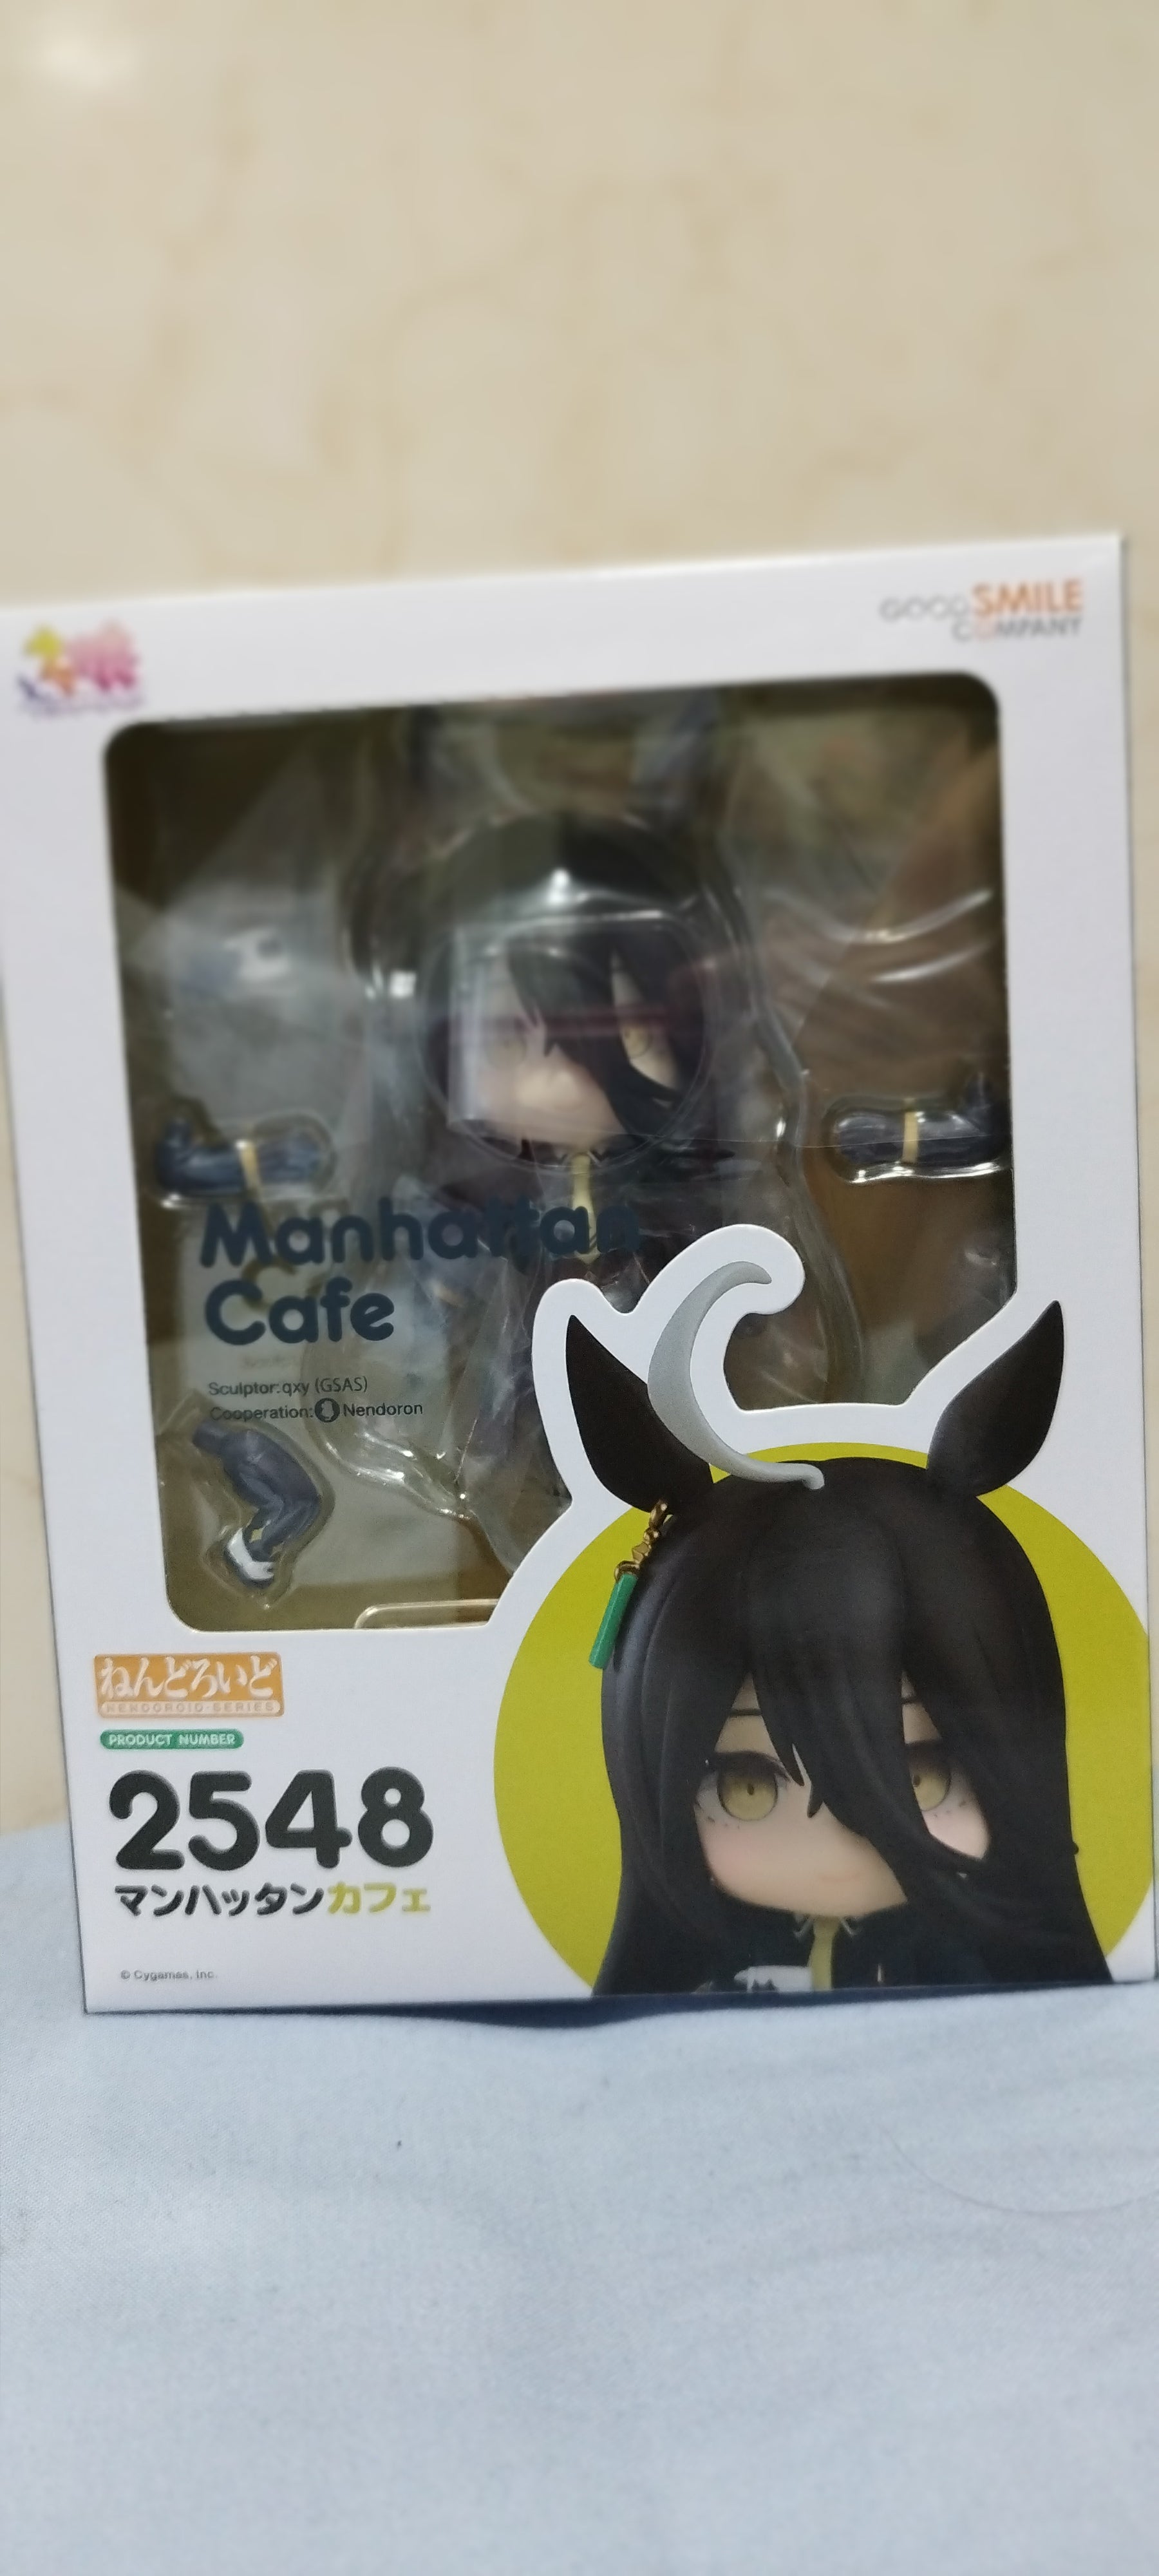 GOOD SMILE
COMPANY
Manhattan
Cafe
Sculptor:qxy (GSAS)
Cooperation: Nendoron
ねんどろいど
NENDOROID SERIES
PRODUCT NUMBER
2548
マンハッタンカフェ
© Cygames, Inc.